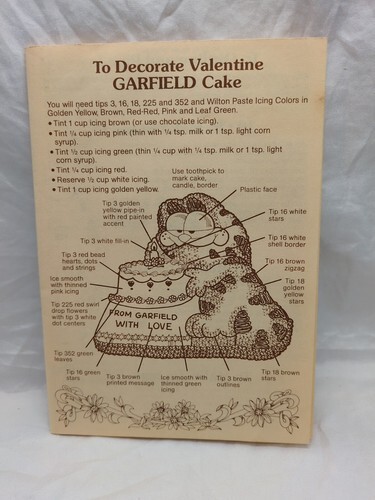 To Decorate Valentine
GARFIELD Cake
You will need tips 3, 16, 18, 225 and 352 and Wilton Paste Icing Colors in
Golden Yellow, Brown, Red-Red, Pink and Leaf Green.
• Tint 1 cup icing brown (or use chocolate icing).
• Tint ¼ cup icing pink (thin with ¼ tsp. milk or 1 tsp. light corn
syrup).
• Tint ½ cup icing green (thin ¼ cup with ¼ tsp. milk or 1 tsp. light
corn syrup).
• Tint ¼ cup icing red.
• Reserve ½ cup white icing.
• Tint 1 cup icing golden yellow.
Use toothpick to
mark cake,
candle, border
Plastic face
Tip 3 golden
yellow pipe-in
with red painted
accent
Tip 16 white
stars
Tip 3 white fill-in
Tip 16 white
shell border
Tip 3 red bead
hearts, dots
and strings
Tip 16 brown
zigzag
Ice smooth
with thinned
pink icing
Tip 18
golden
yellow stars
Tip 225 red swirl
drop flowers
with tip 3 white
dot centers
FROM GARFIELD
WITH LOVE
Tip 352 green
leaves
Tip 16 green
stars
Tip 3 brown
printed message
Ice smooth with
thinned green
icing
Tip 3 brown
outlines
Tip 18 brown
stars